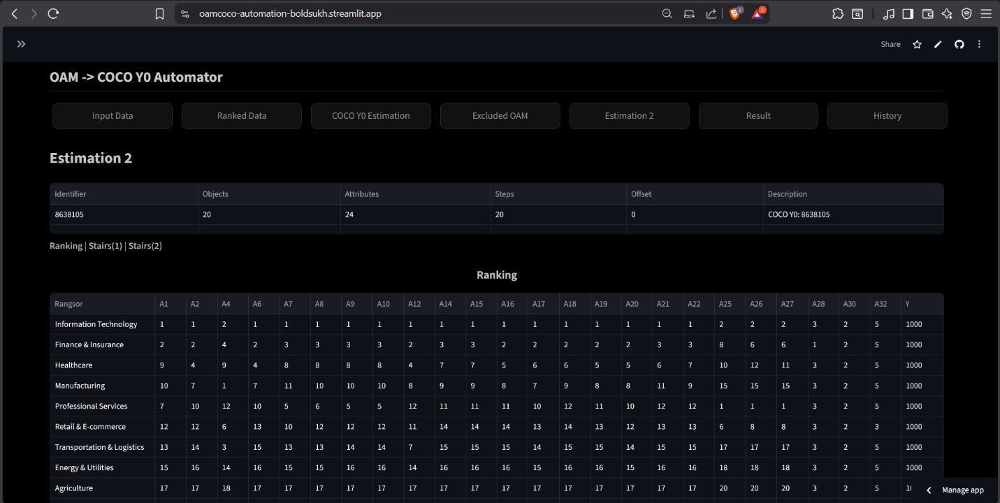 oamcoco-automation-boldsukh.streamlit.app 2 2
Share
OAM -> COCO Y0 Automator
Input Data Ranked Data COCO Y0 Estimation Excluded OAM Estimation 2 Result History
Estimation 2
Identifier Objects Attributes Steps Offset Description
8638105 20 24 20 0 COCO Y0: 8638105
Ranking | Stairs(1) | Stairs(2)
Ranking
Rangsor A1 A2 A4 A6 A7 A8 A9 A10 A12 A14 A15 A16 A17 A18 A19 A20 A21 A22 A25 A26 A27 A28 A30 A32 Y
Information Technology 1 1 2 1 1 1 1 1 1 1 1 1 1 1 1 1 1 1 2 2 2 3 2 5 1000
Finance & Insurance 2 2 4 2 3 3 3 3 2 3 3 2 2 2 2 2 3 3 8 6 6 1 2 5 1000
Healthcare 9 4 9 4 8 8 8 8 4 7 7 5 6 6 5 5 6 7 10 12 11 3 2 5 1000
Manufacturing 10 7 1 7 11 10 10 10 8 9 9 8 7 9 8 8 11 9 15 15 15 3 2 5 1000
Professional Services 7 10 12 10 5 6 5 5 12 11 11 11 10 12 11 10 12 12 1 1 1 3 2 5 1000
Retail & E-commerce 12 12 6 13 10 12 12 12 11 14 14 14 13 14 13 12 13 13 6 8 8 3 2 3 1000
Transportation & Logistics 13 14 3 15 13 13 14 14 7 15 15 15 14 15 15 14 15 15 17 17 17 3 2 5 1000
Energy & Utilities 15 16 14 16 15 15 16 16 14 16 16 16 15 16 16 15 16 16 18 18 18 3 2 5 1000
Agriculture 17 17 18 17 17 17 17 17 17 17 17 17 17 17 17 17 17 17 20 20 20 3 2 5
Manage app